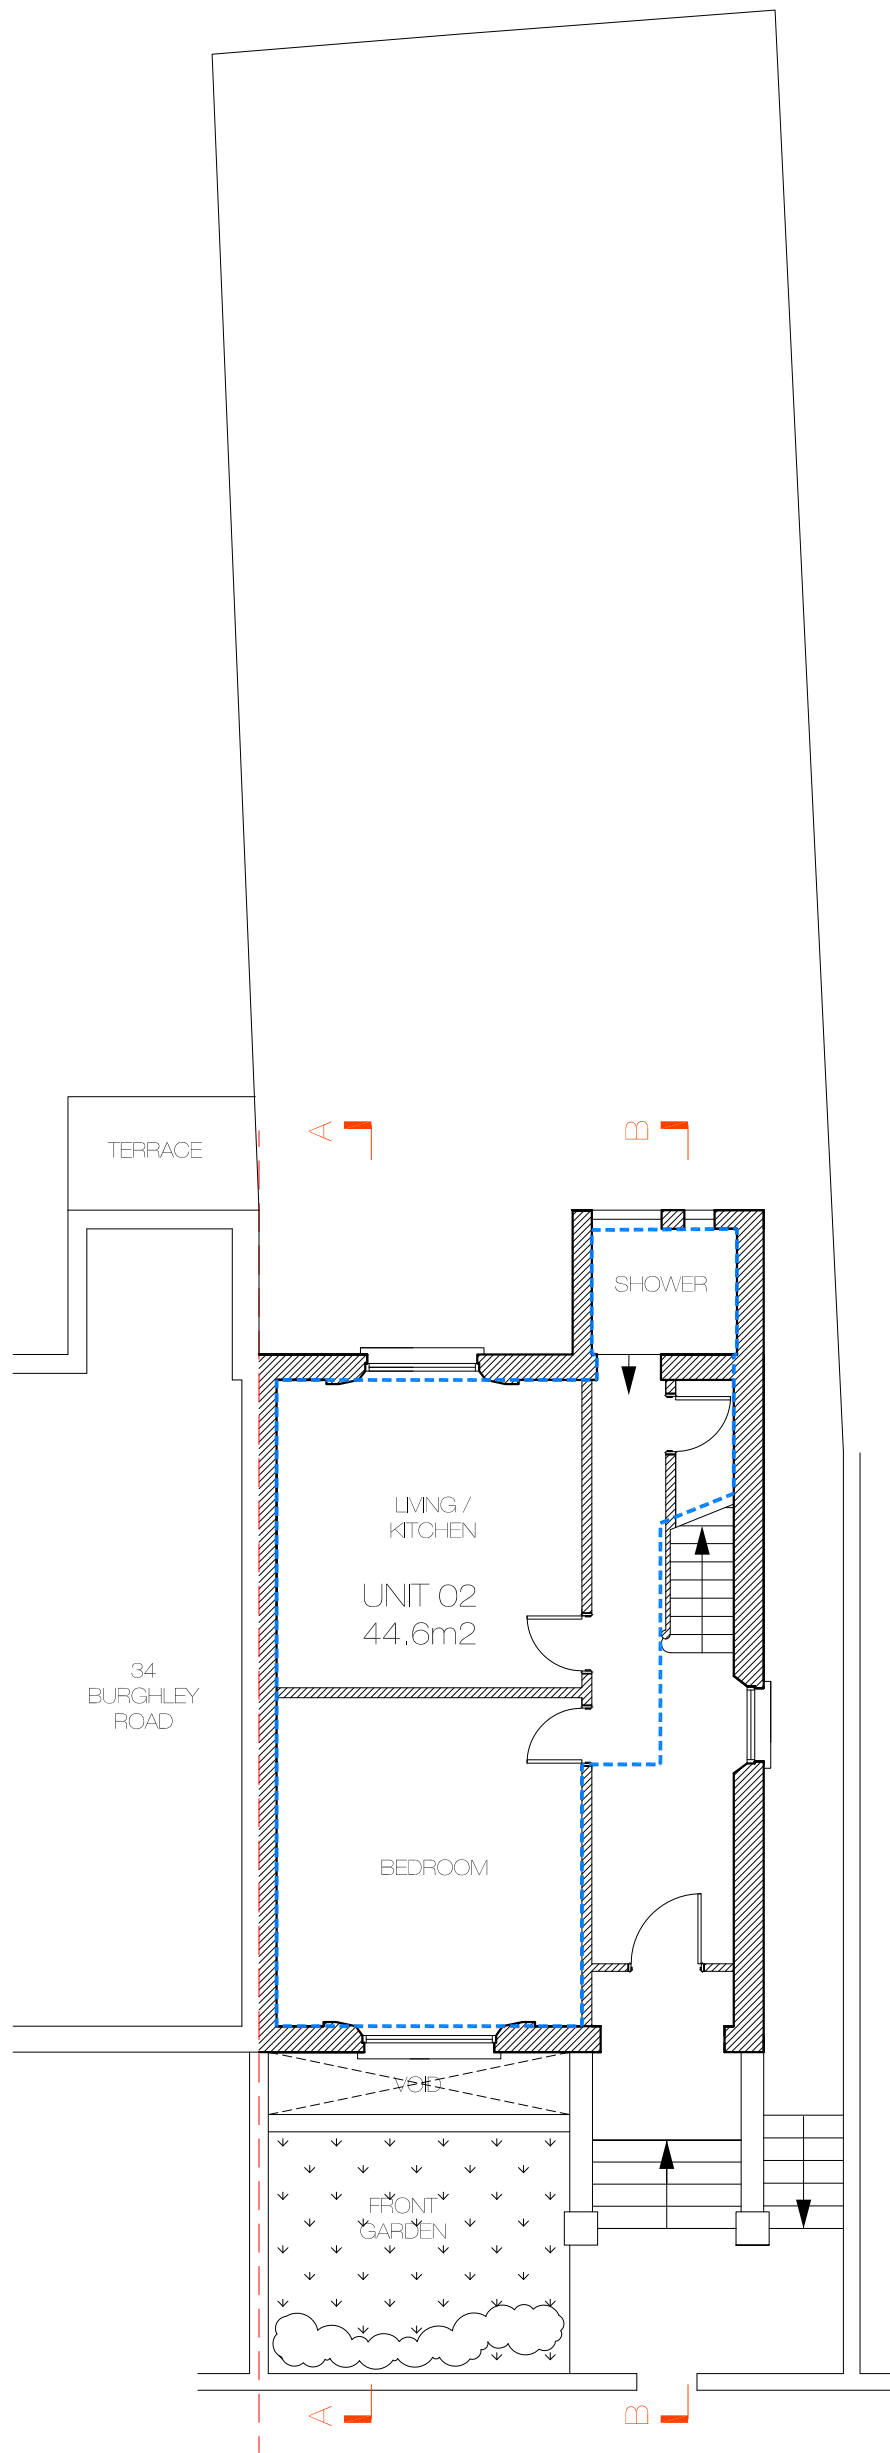 A
B
TERRACE
SHOWER
LIVING /
KITCHEN
UNIT 02
44.6m2
34
BURGHLEY
ROAD
BEDROOM
VOID
FRONT
GARDEN
A
B